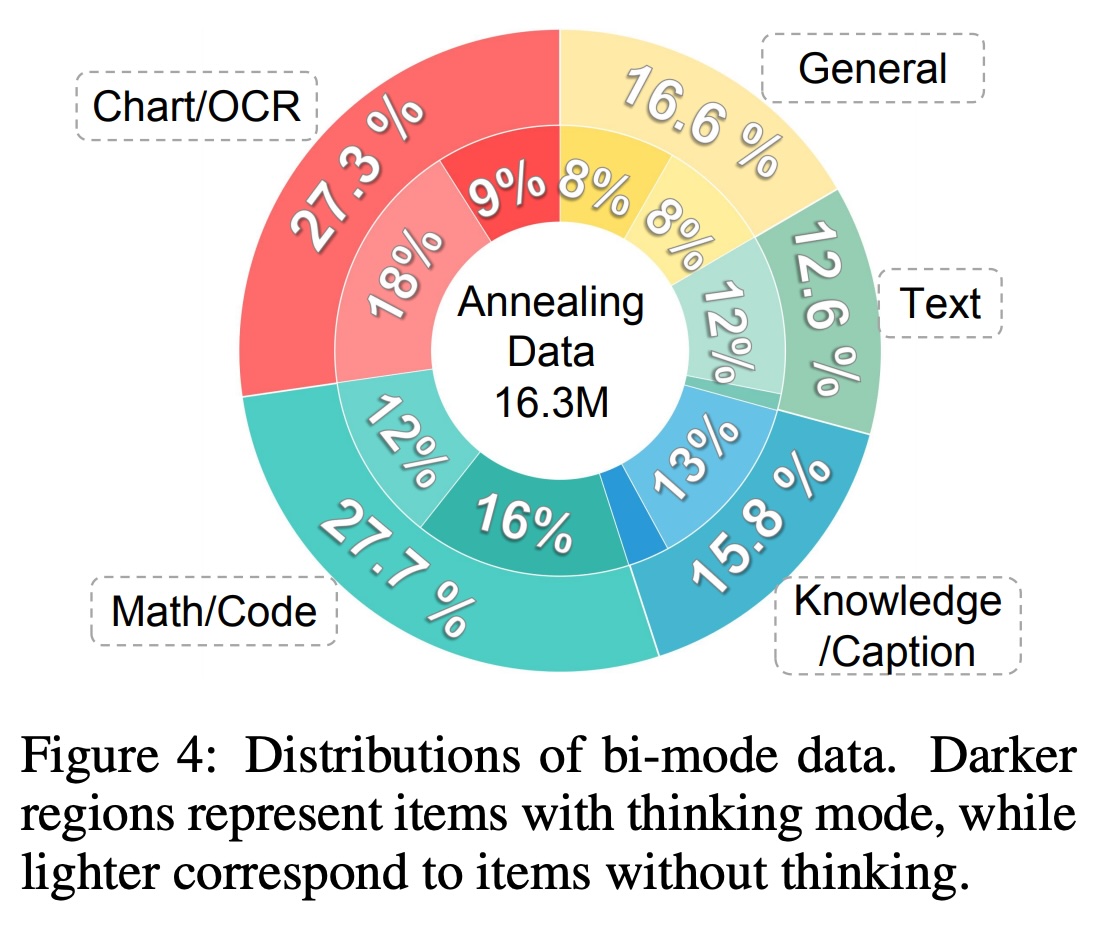 Chart/OCR
General
27.3 %
16.6 %
9%
8%
8%
18%
12.6 %
12%
Text
Annealing
Data
16.3M
12%
13%
16%
15.8 %
27.7 %
Math/Code
Knowledge
/Caption
Figure 4: Distributions of bi-mode data. Darker
regions represent items with thinking mode, while
lighter correspond to items without thinking.